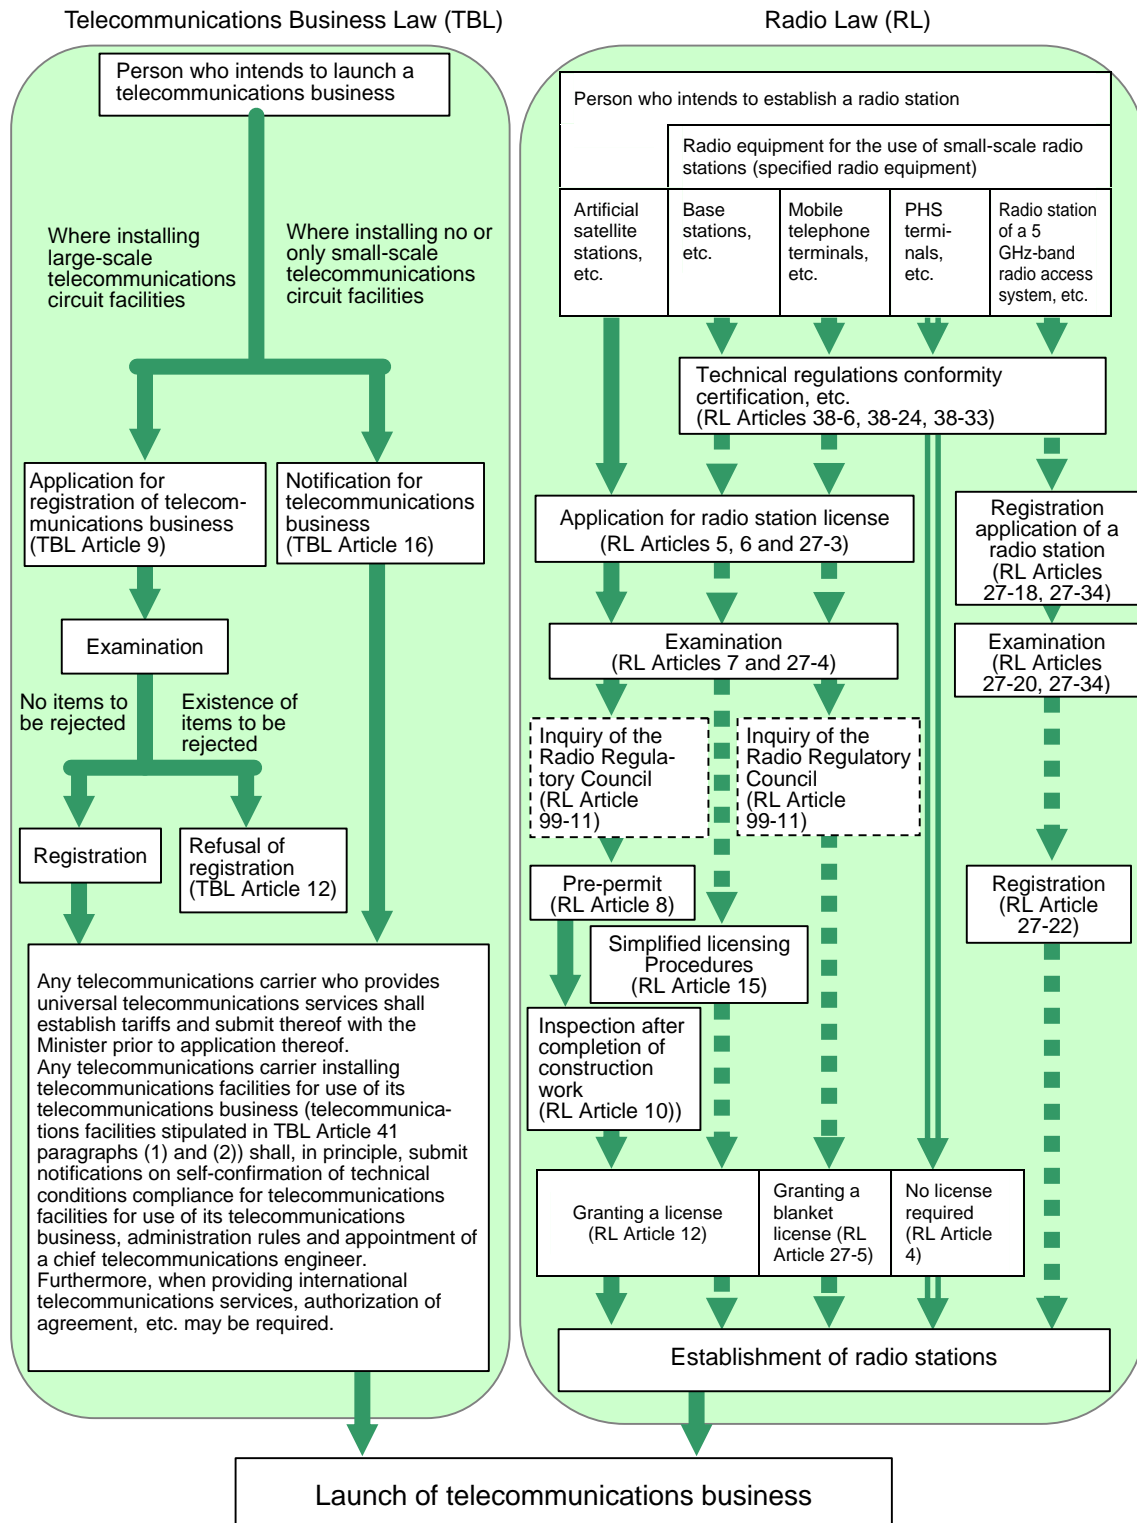 Telecommunications Business Law (TBL)
Person who intends to launch a
telecommunications business
Where installing
large-scale
telecommunications
circuit facilities
Where installing no or
only small-scale
telecommunications
circuit facilities
Application for
registration of telecom-
munications business
(TBL Article 9)
Notification for
telecommunications
business
(TBL Article 16)
Examination
No items to
be rejected
Existence of
items to be
rejected
Registration
Refusal of
registration
(TBL Article 12)
Any telecommunications carrier who provides
universal telecommunications services shall
establish tariffs and submit thereof with the
Minister prior to application thereof.
Any telecommunications carrier installing
telecommunications facilities for use of its
telecommunications business (telecommunica-
tions facilities stipulated in TBL Article 41
paragraphs (1) and (2)) shall, in principle, submit
notifications on self-confirmation of technical
conditions compliance for telecommunications
facilities for use of its telecommunications
business, administration rules and appointment of
a chief telecommunications engineer.
Furthermore, when providing international
telecommunications services, authorization of
agreement, etc. may be required.
Radio Law (RL)
Person who intends to establish a radio station
Radio equipment for the use of small-scale radio
stations (specified radio equipment)
Artificial
satellite
stations,
etc.
Base
stations,
etc.
Mobile
telephone
terminals,
etc.
PHS
termi-
nals,
etc.
Radio station
of a 5
GHz-band
radio access
system, etc.
Technical regulations conformity
certification, etc.
(RL Articles 38-6, 38-24, 38-33)
Application for radio station license
(RL Articles 5, 6 and 27-3)
Registration
application of a
radio station
(RL Articles
27-18, 27-34)
Examination
(RL Articles 7 and 27-4)
Examination
(RL Articles
27-20, 27-34)
Inquiry of the
Radio Regula-
tory Council
(RL Article
99-11)
Inquiry of the
Radio Regulatory
Council
(RL Article
99-11)
Pre-permit
(RL Article 8)
Registration
(RL Article
27-22)
Simplified licensing
Procedures
(RL Article 15)
Inspection after
completion of
construction
work
(RL Article 10))
Granting a license
(RL Article 12)
Granting a
blanket
license (RL
Article 27-5)
No license
required
(RL Article
4)
Establishment of radio stations
Launch of telecommunications business